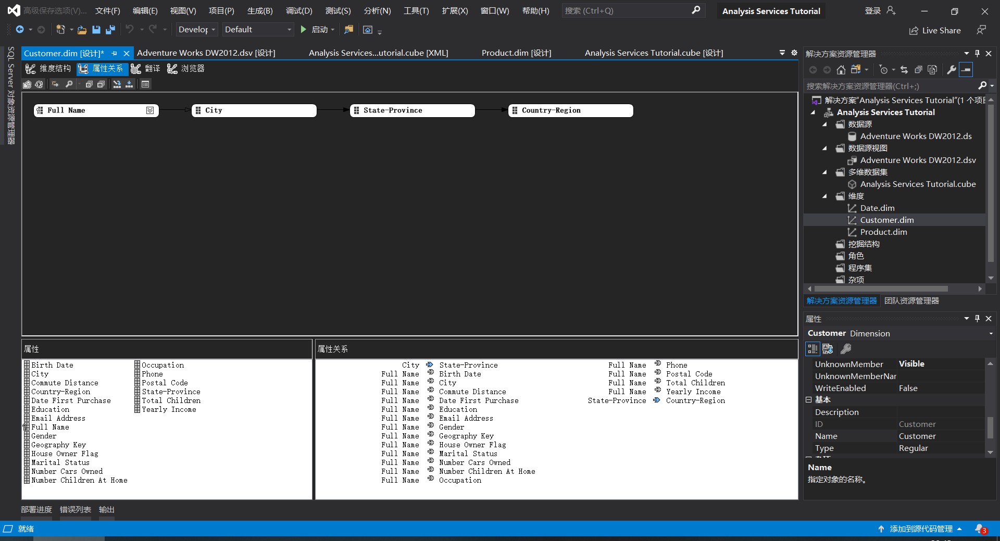 高级保存选项(V)... 文件(F) 编辑(E) 视图(V) 项目(P) 生成(B) 调试(D) 测试(S) 分析(N) 工具(T) 扩展(X) 窗口(W) 帮助(H) 搜索 (Ctrl+Q) Analysis Services Tutorial 登录
Develop Default 启动 Live Share
SQL Server 对象资源管理器
Customer.dim [设计]* Adventure Works DW2012.dsv [设计] Analysis Services...utorial.cube [XML] Product.dim [设计] Analysis Services Tutorial.cube [设计]
维度结构 属性关系 翻译 浏览器
Full Name City State-Province Country-Region
属性
Birth Date
City
Commute Distance
Country-Region
Date First Purchase
Education
Email Address
Full Name
Gender
Geography Key
House Owner Flag
Marital Status
Number Cars Owned
Number Children At Home
Occupation
Phone
Postal Code
State-Province
Total Children
Yearly Income
属性关系
City State-Province
Full Name Birth Date
Full Name City
Full Name Commute Distance
Full Name Date First Purchase
Full Name Education
Full Name Email Address
Full Name Gender
Full Name Geography Key
Full Name House Owner Flag
Full Name Marital Status
Full Name Number Cars Owned
Full Name Number Children At Home
Full Name Occupation
Full Name Phone
Full Name Postal Code
Full Name Total Children
Full Name Yearly Income
State-Province Country-Region
解决方案资源管理器
搜索解决方案资源管理器(Ctrl+;)
解决方案"Analysis Services Tutorial"(1 个项目
Analysis Services Tutorial
数据源
Adventure Works DW2012.ds
数据源视图
Adventure Works DW2012.dsv
多维数据集
Analysis Services Tutorial.cube
维度
Date.dim
Customer.dim
Product.dim
挖掘结构
角色
程序集
杂项
解决方案资源管理器 团队资源管理器
属性
Customer Dimension
UnknownMember Visible
UnknownMemberNar
WriteEnabled False
基本
Description
ID Customer
Name Customer
Type Regular
Name
指定对象的名称。
部署进度 错误列表 输出
就绪 添加到源代码管理 3